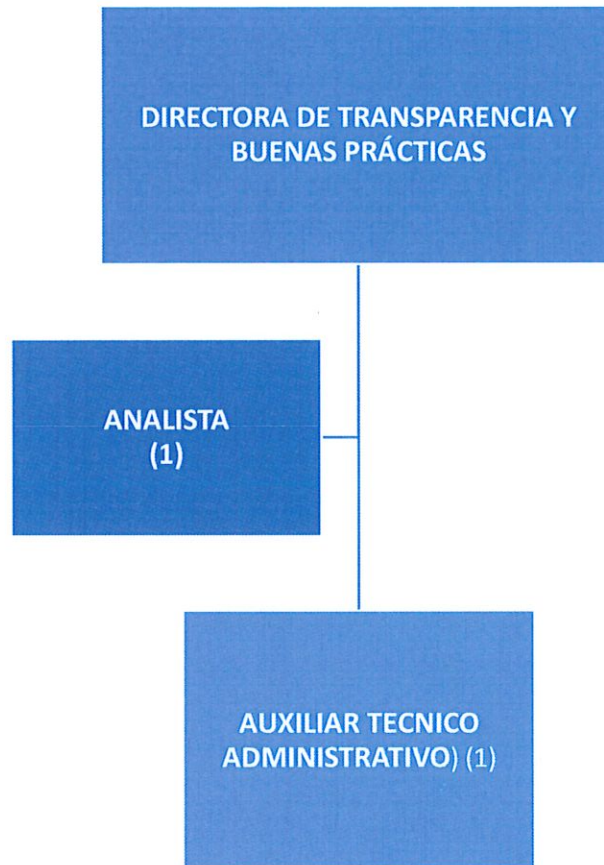 DIRECTORA DE TRANSPARENCIA Y
BUENAS PRÁCTICAS
ANALISTA
(1)
AUXILIAR TECNICO
ADMINISTRATIVO) (1)